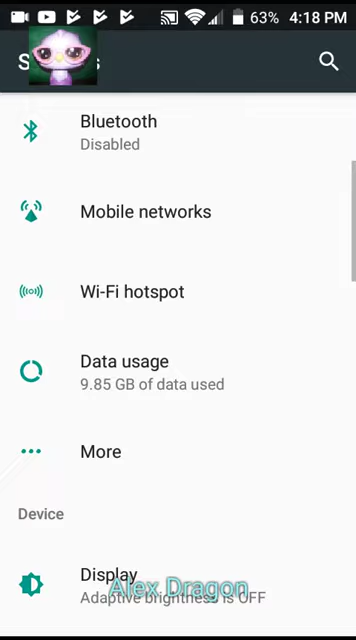 63% 4:18 PM
Bluetooth
Disabled
Mobile networks
Wi-Fi hotspot
Data usage
9.85 GB of data used
More
Device
Display
Alex Dragon
Adaptive brightness is OFF